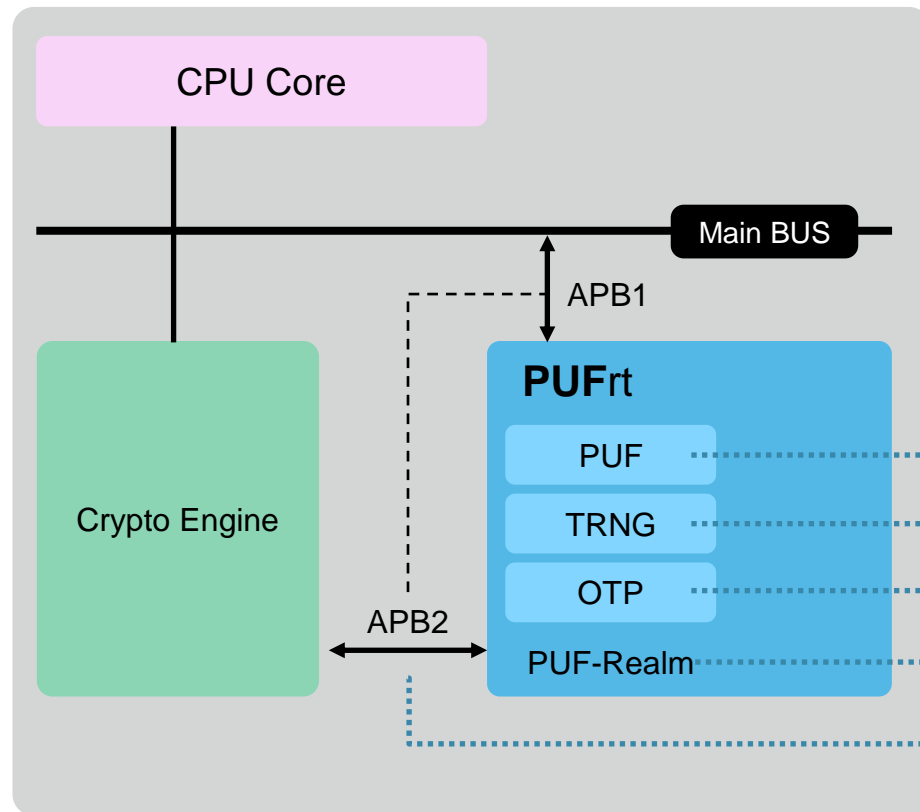 CPU Core
Main BUS
APB1
PUFrt
PUF
Crypto Engine
TRNG
OTP
APB2
PUF-Realm